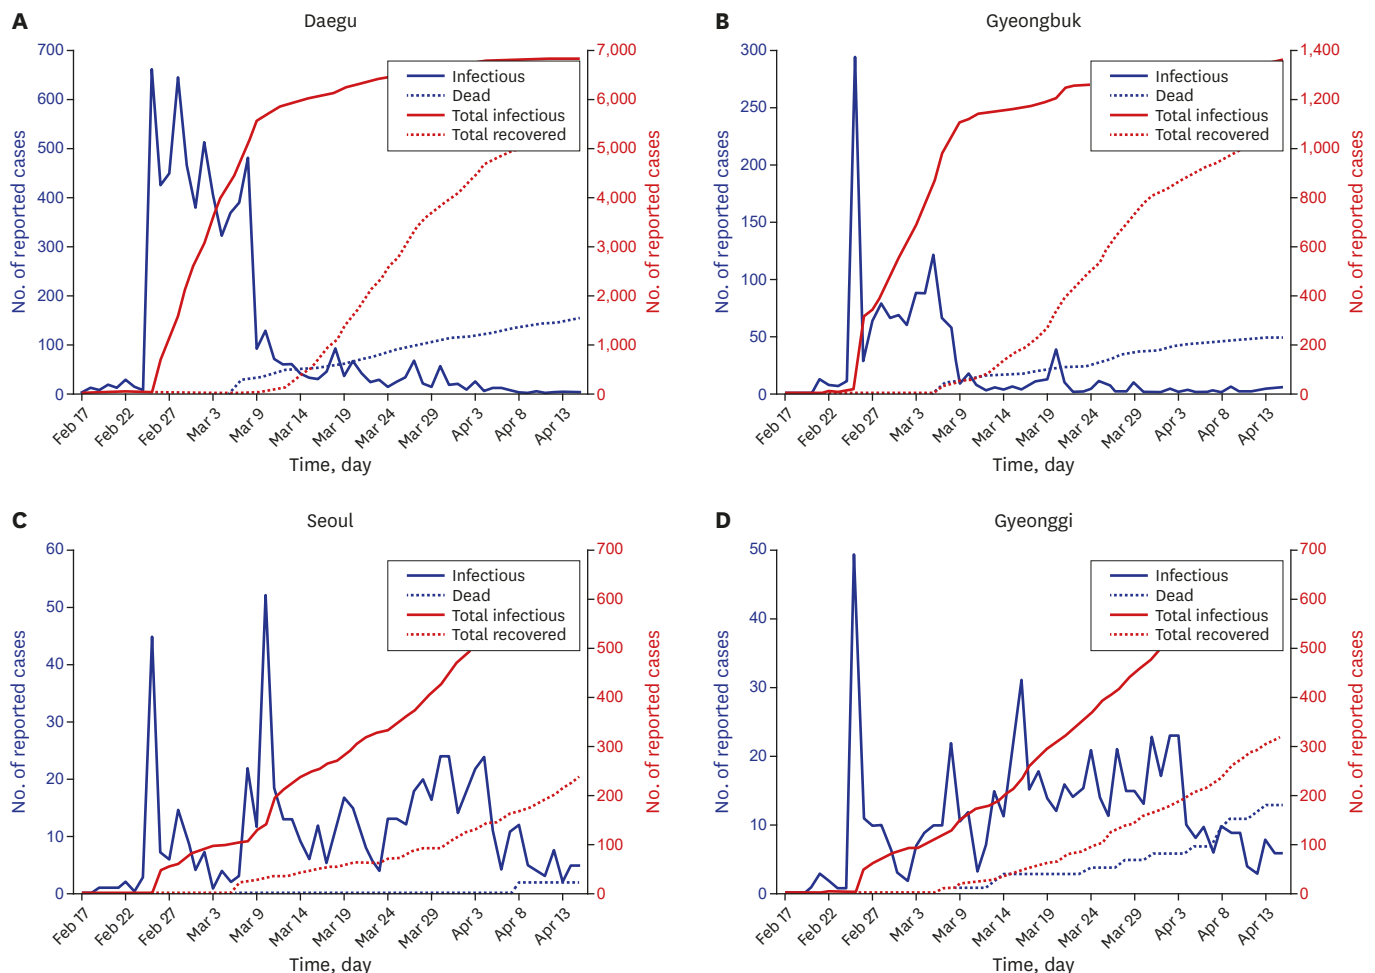 A
Daegu
700
600
500
400
300
200
100
0
No. of reported cases
7,000
6,000
5,000
4,000
3,000
2,000
1,000
0
No. of reported cases
Infectious
Dead
Total infectious
Total recovered
Feb 17
Feb 22
Feb 27
Mar 3
Mar 9
Mar 14
Mar 19
Mar 24
Mar 29
Apr 3
Apr 8
Apr 13
Time, day
B
Gyeongbuk
300
250
200
150
100
50
0
No. of reported cases
1,400
1,200
1,000
800
600
400
200
0
No. of reported cases
Infectious
Dead
Total infectious
Total recovered
Feb 17
Feb 22
Feb 27
Mar 3
Mar 9
Mar 14
Mar 19
Mar 24
Mar 29
Apr 3
Apr 8
Apr 13
Time, day
C
Seoul
60
50
40
30
20
10
0
No. of reported cases
700
600
500
400
300
200
100
0
No. of reported cases
Infectious
Dead
Total infectious
Total recovered
Feb 17
Feb 22
Feb 27
Mar 3
Mar 9
Mar 14
Mar 19
Mar 24
Mar 29
Apr 3
Apr 8
Apr 13
Time, day
D
Gyeonggi
50
40
30
20
10
0
No. of reported cases
700
600
500
400
300
200
100
0
No. of reported cases
Infectious
Dead
Total infectious
Total recovered
Feb 17
Feb 22
Feb 27
Mar 3
Mar 9
Mar 14
Mar 19
Mar 24
Mar 29
Apr 3
Apr 8
Apr 13
Time, day